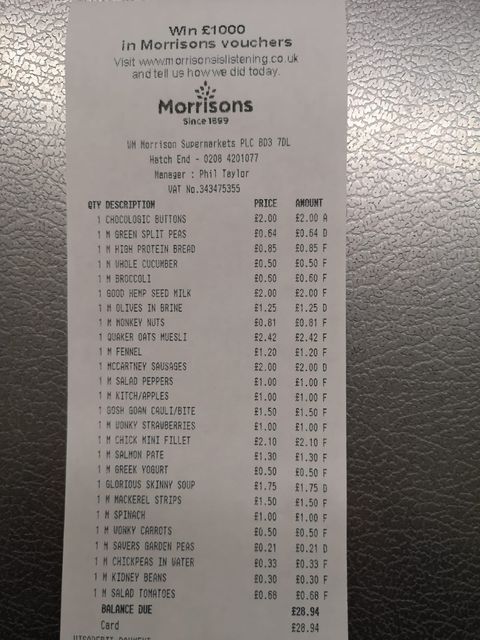 Win £1000
in Morrisons vouchers
Visit www.morrisonsislistening.co.uk
and tell us how we did today.
Morrisons
Since 1899
WM Morrison Supermarkets PLC BD3 7DL
Hatch End - 0208 4201077
Manager : Phil Taylor
VAT No.343475355
QTY DESCRIPTION PRICE AMOUNT
1 CHOCOLOGIC BUTTONS £2.00 £2.00 A
1 M GREEN SPLIT PEAS £0.64 £0.64 D
1 M HIGH PROTEIN BREAD £0.85 £0.85 F
1 M WHOLE CUCUMBER £0.50 £0.50 F
1 M BROCCOLI £0.60 £0.60 F
1 GOOD HEMP SEED MILK £2.00 £2.00 F
1 M OLIVES IN BRINE £1.25 £1.25 D
1 M MONKEY NUTS £0.81 £0.81 F
1 QUAKER OATS MUESLI £2.42 £2.42 F
1 M FENNEL £1.20 £1.20 F
1 MCCARTNEY SAUSAGES £2.00 £2.00 D
1 M SALAD PEPPERS £1.00 £1.00 F
1 M KITCH/APPLES £1.00 £1.00 F
1 GOSH GOAN CAULI/BITE £1.50 £1.50 F
1 M WONKY STRAWBERRIES £1.00 £1.00 F
1 M CHICK MINI FILLET £2.10 £2.10 F
1 M SALMON PATE £1.30 £1.30 F
1 M GREEK YOGURT £0.50 £0.50 F
1 GLORIOUS SKINNY SOUP £1.75 £1.75 D
1 M MACKEREL STRIPS £1.50 £1.50 F
1 M SPINACH £1.00 £1.00 F
1 M WONKY CARROTS £0.50 £0.50 F
1 M SAVERS GARDEN PEAS £0.21 £0.21 D
1 M CHICKPEAS IN WATER £0.33 £0.33 F
1 M KIDNEY BEANS £0.30 £0.30 F
1 M SALAD TOMATOES £0.68 £0.68 F
BALANCE DUE £28.94
Card £28.94